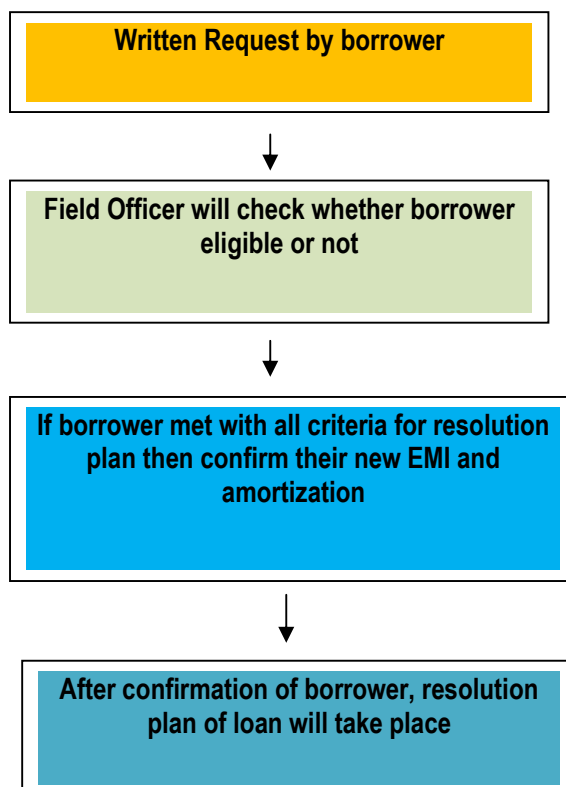 Written Request by borrower
Field Officer will check whether borrower
eligible or not
If borrower met with all criteria for resolution
plan then confirm their new EMI and
amortization
After confirmation of borrower, resolution
plan of loan will take place